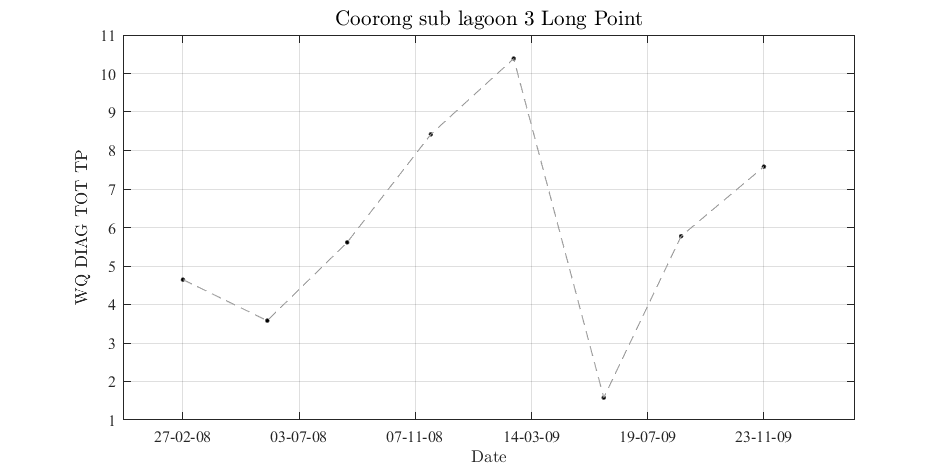 Coorong sub lagoon 3 Long Point
11
10
9
8
7
6
5
4
3
2
1
WQ DIAG TOT TP
27-02-08 03-07-08 07-11-08 14-03-09 19-07-09 23-11-09
Date